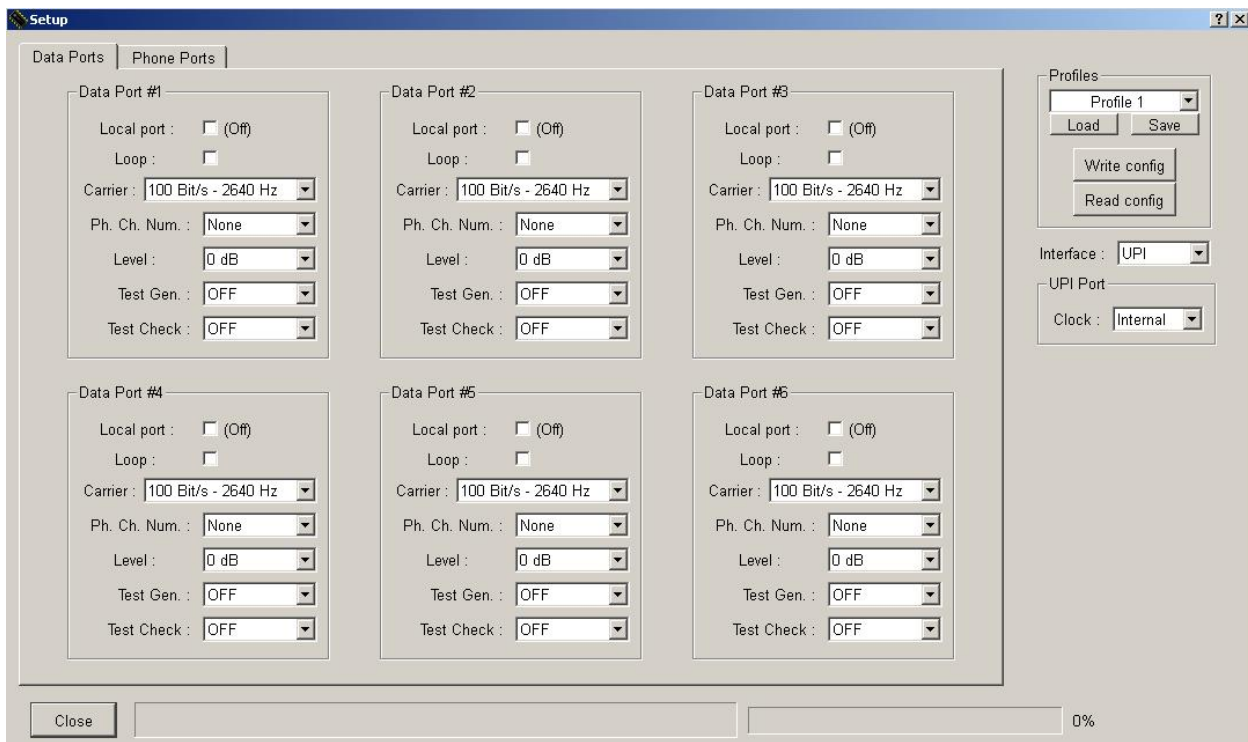 Setup
Data Ports
Phone Ports
Data Port #1
Local port : (Off)
Loop :
Carrier : 100 Bit/s - 2640 Hz
Ph. Ch. Num. : None
Level : 0 dB
Test Gen. : OFF
Test Check : OFF
Data Port #2
Local port : (Off)
Loop :
Carrier : 100 Bit/s - 2640 Hz
Ph. Ch. Num. : None
Level : 0 dB
Test Gen. : OFF
Test Check : OFF
Data Port #3
Local port : (Off)
Loop :
Carrier : 100 Bit/s - 2640 Hz
Ph. Ch. Num. : None
Level : 0 dB
Test Gen. : OFF
Test Check : OFF
Data Port #4
Local port : (Off)
Loop :
Carrier : 100 Bit/s - 2640 Hz
Ph. Ch. Num. : None
Level : 0 dB
Test Gen. : OFF
Test Check : OFF
Data Port #5
Local port : (Off)
Loop :
Carrier : 100 Bit/s - 2640 Hz
Ph. Ch. Num. : None
Level : 0 dB
Test Gen. : OFF
Test Check : OFF
Data Port #6
Local port : (Off)
Loop :
Carrier : 100 Bit/s - 2640 Hz
Ph. Ch. Num. : None
Level : 0 dB
Test Gen. : OFF
Test Check : OFF
Profiles
Profile 1
Load
Save
Write config
Read config
Interface : UPI
UPI Port
Clock : Internal
Close
0%